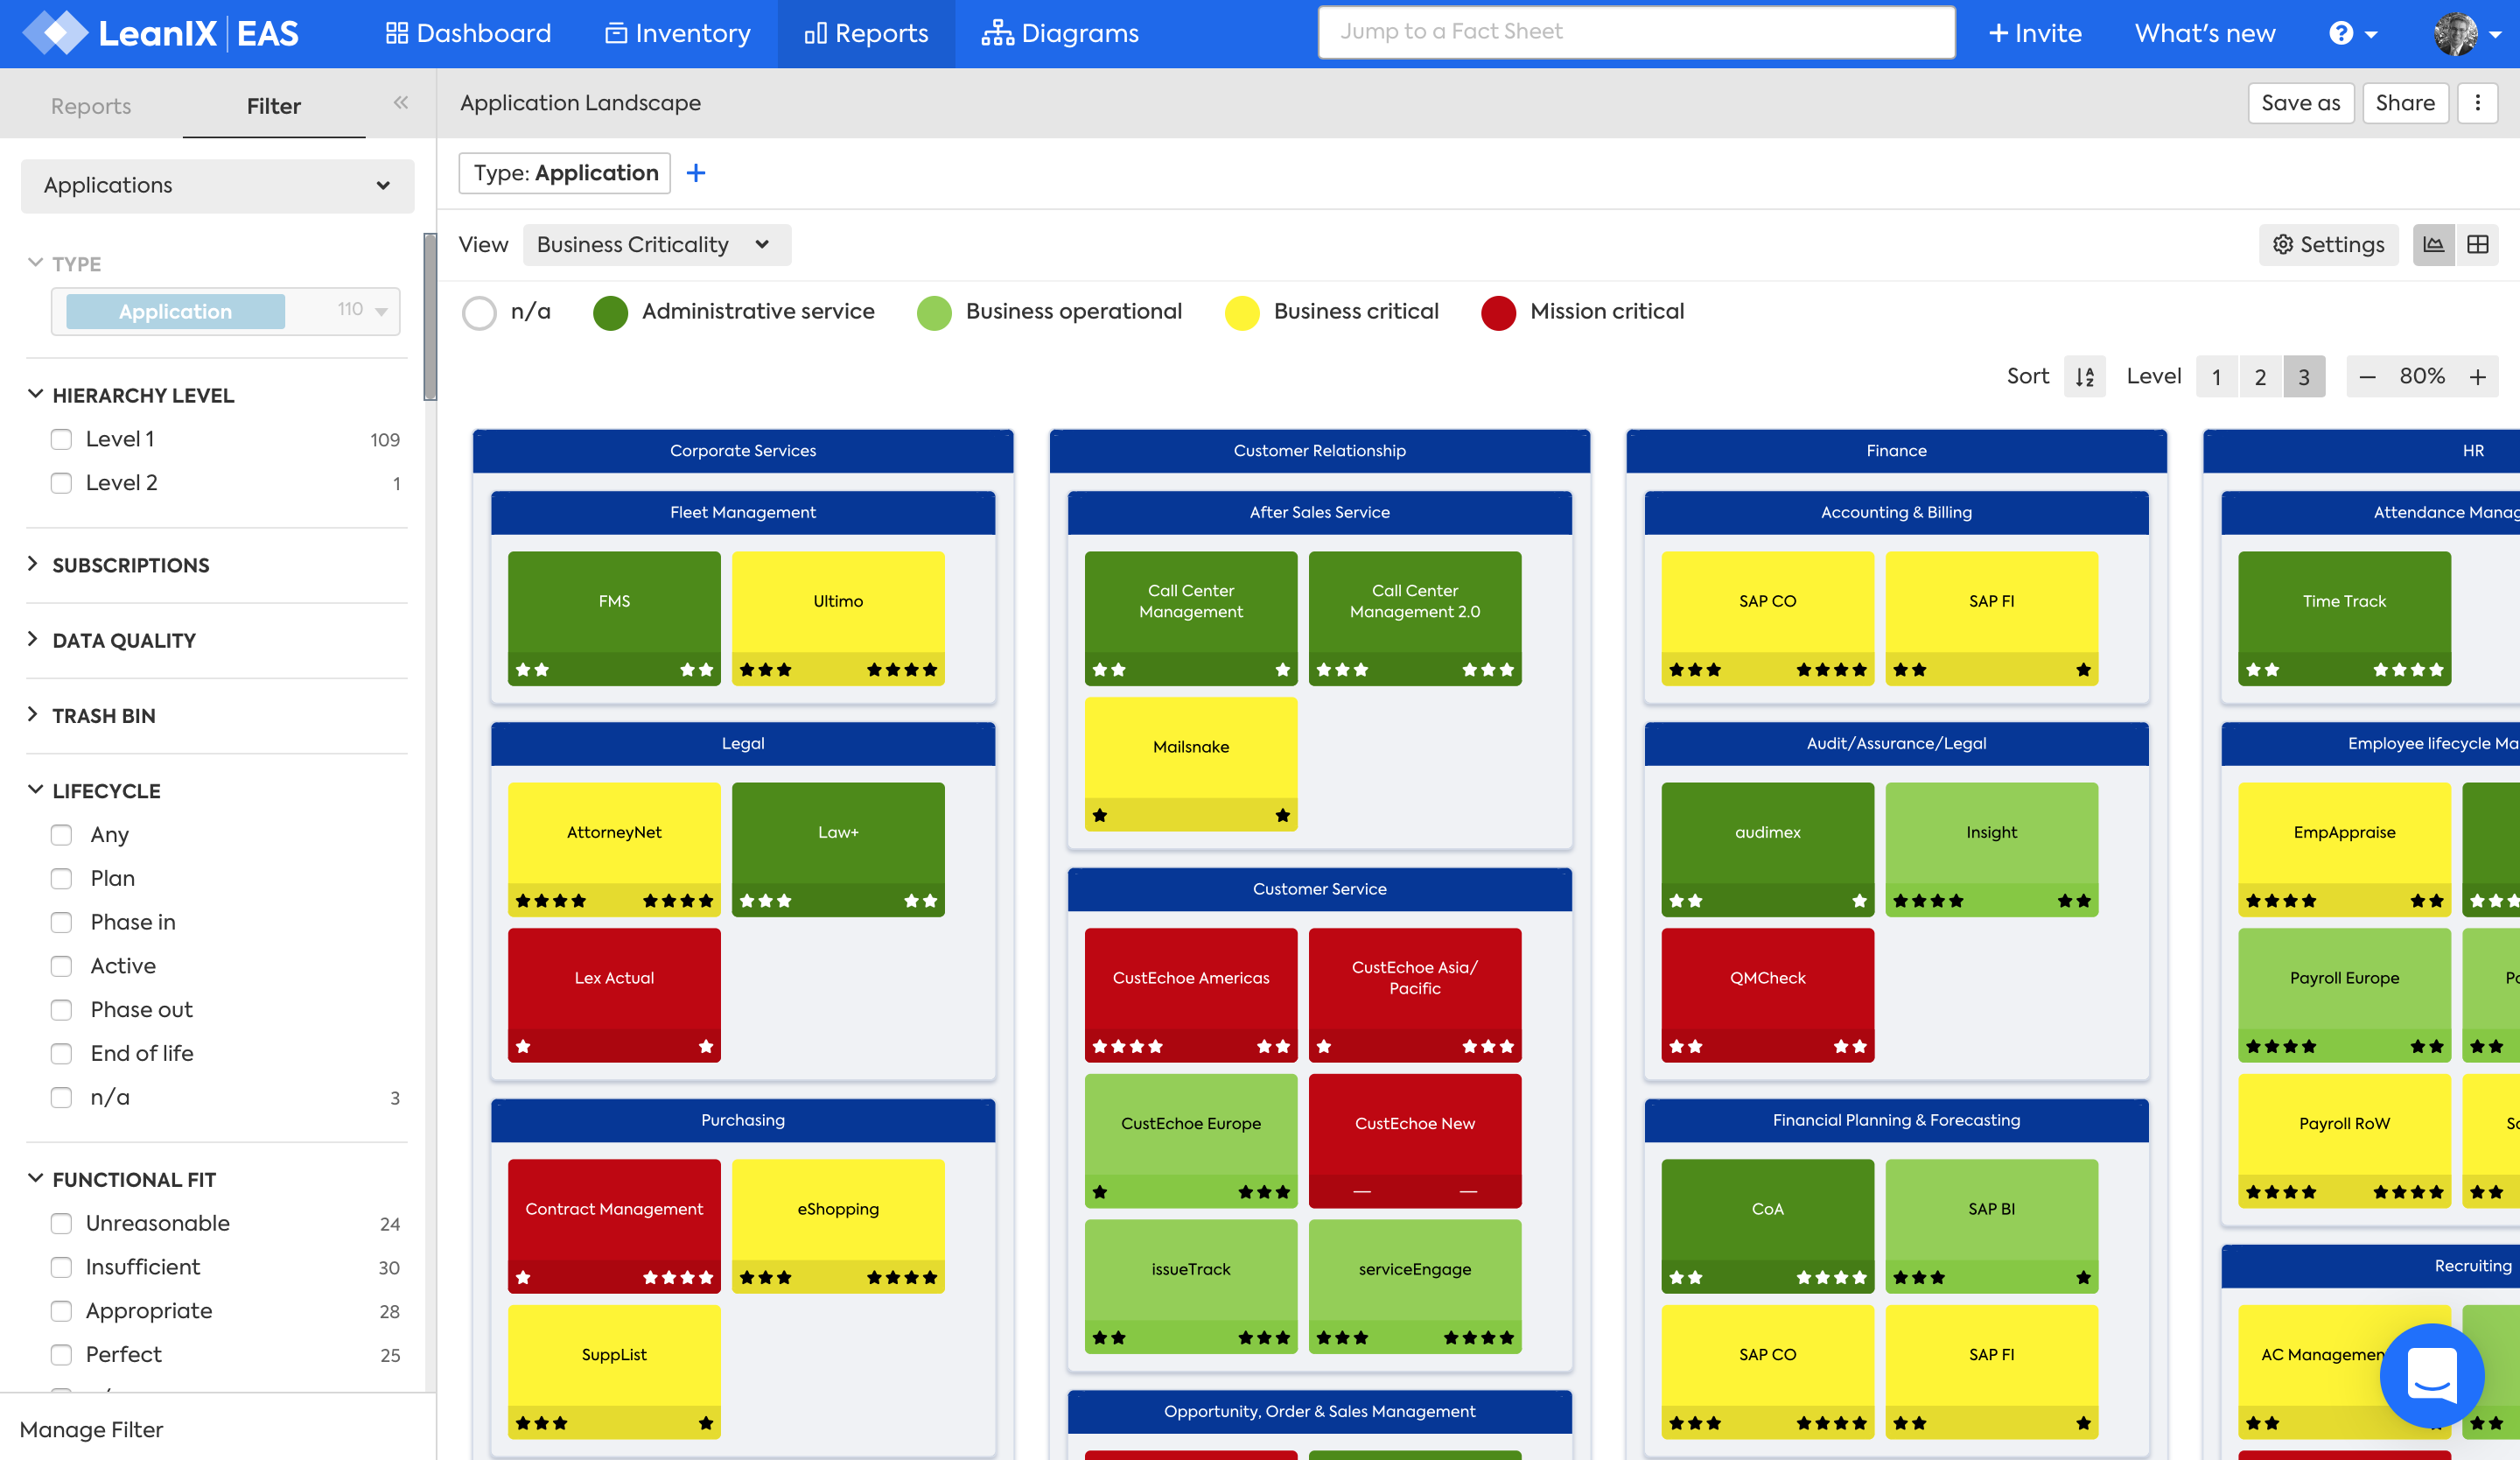 LeanIX EAS
Dashboard
Inventory
Reports
Diagrams
Jump to a Fact Sheet
+ Invite
What's new
?
Reports
Filter
Application Landscape
Save as
Share
Applications
Type: Application +
View
Business Criticality
Settings
TYPE
Application 110
n/a
Administrative service
Business operational
Business critical
Mission critical
Sort
Level 1 2 3
— 80% +
HIERARCHY LEVEL
Level 1 109
Level 2 1
SUBSCRIPTIONS
DATA QUALITY
TRASH BIN
LIFECYCLE
Any
Plan
Phase in
Active
Phase out
End of life
n/a 3
FUNCTIONAL FIT
Unreasonable 24
Insufficient 30
Appropriate 28
Perfect 25
Manage Filter
Corporate Services
Fleet Management
FMS
Ultimo
Legal
AttorneyNet
Law+
Lex Actual
Purchasing
Contract Management
eShopping
SuppList
Customer Relationship
After Sales Service
Call Center
Management
Call Center
Management 2.0
Mailsnake
Customer Service
CustEchoe Americas
CustEchoe Asia/
Pacific
CustEchoe Europe
CustEchoe New
issueTrack
serviceEngage
Opportunity, Order & Sales Management
Finance
Accounting & Billing
SAP CO
SAP FI
Audit/Assurance/Legal
audimex
Insight
QMCheck
Financial Planning & Forecasting
CoA
SAP BI
SAP CO
SAP FI
HR
Attendance Manag
Time Track
Employee lifecycle Ma
EmpAppraise
Payroll Europe
Payroll RoW
Recruiting
AC Managemen